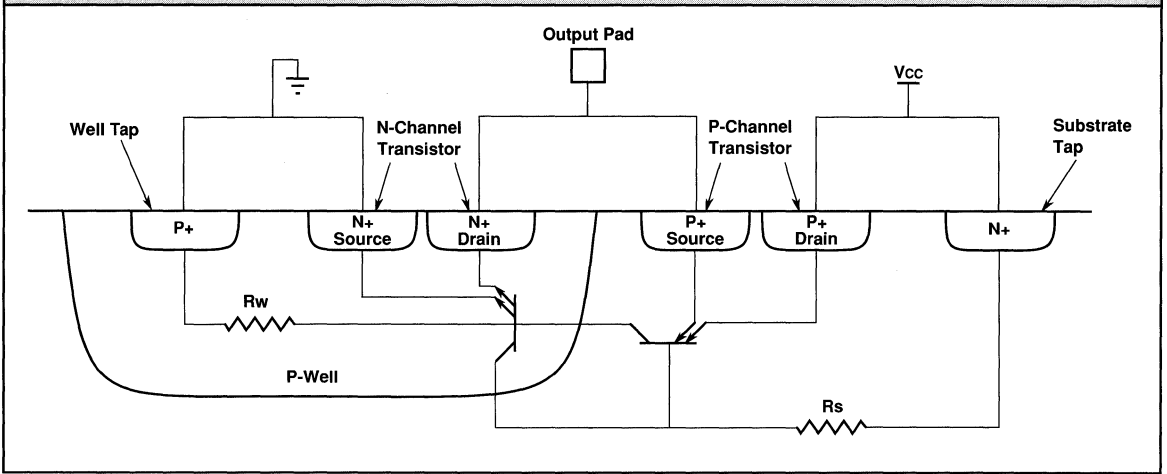 Output Pad
VCC
Well Tap
N-Channel
Transistor
P-Channel
Transistor
Substrate
Tap
P+
N+
Source
N+
Drain
P+
Source
P+
Drain
N+
Rw
P-Well
Rs